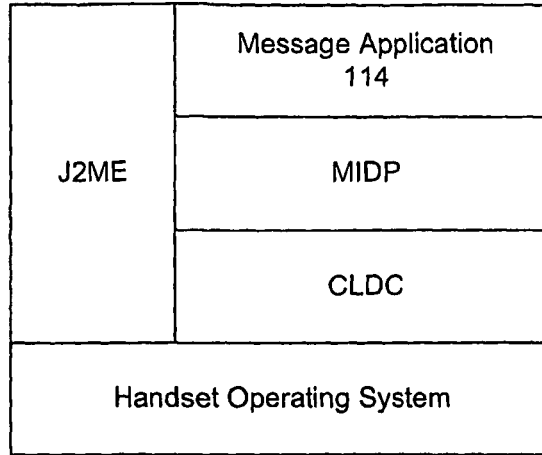 Message Application
114
J2ME
MIDP
CLDC
Handset Operating System